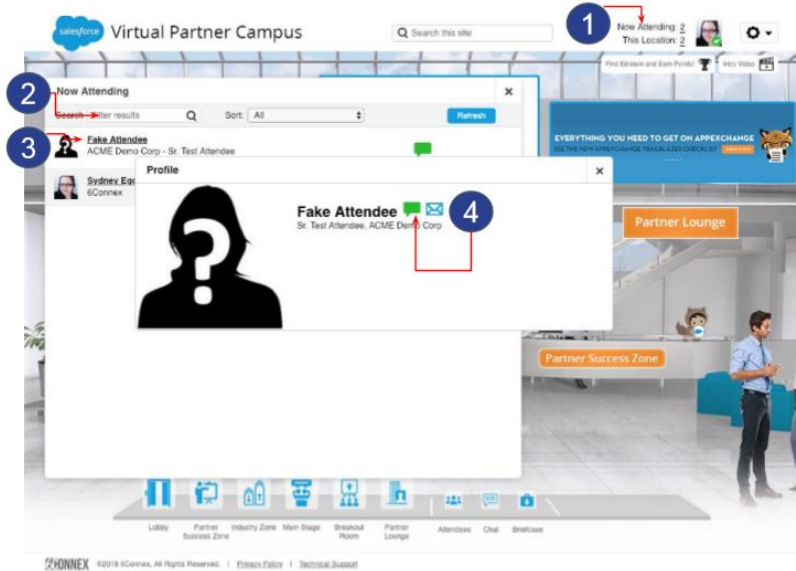 salesforce Virtual Partner Campus
Search this site
1
Now Attending: 2
This Location: 2
Find Einstein and Earn Points!
Intro Video
Now Attending
×
2
Search Filter results
Sort: All
Refresh
3
Fake Attendee
ACME Demo Corp - Sr. Test Attendee
EVERYTHING YOU NEED TO GET ON APPEXCHANGE
SEE THE NEW APPEXCHANGE TRAILBLAZER CHECKLIST
Sydney
6Connex
Profile
×
?
Fake Attendee
4
Sr. Test Attendee, ACME Demo Corp
Partner Lounge
Partner Success Zone
Lobby
Partner Success Zone
Industry Zone
Main Stage
Breakout Room
Partner Lounge
Attendees
Chat
Briefcase
6CONNEX ©2018 6Connex, All Rights Reserved. | Privacy Policy | Technical Support